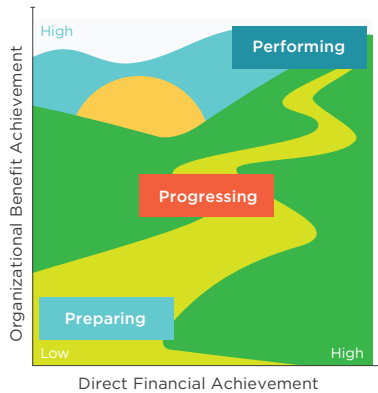 High
Performing
Organizational Benefit Achievement
Progressing
Preparing
Low
High
Direct Financial Achievement